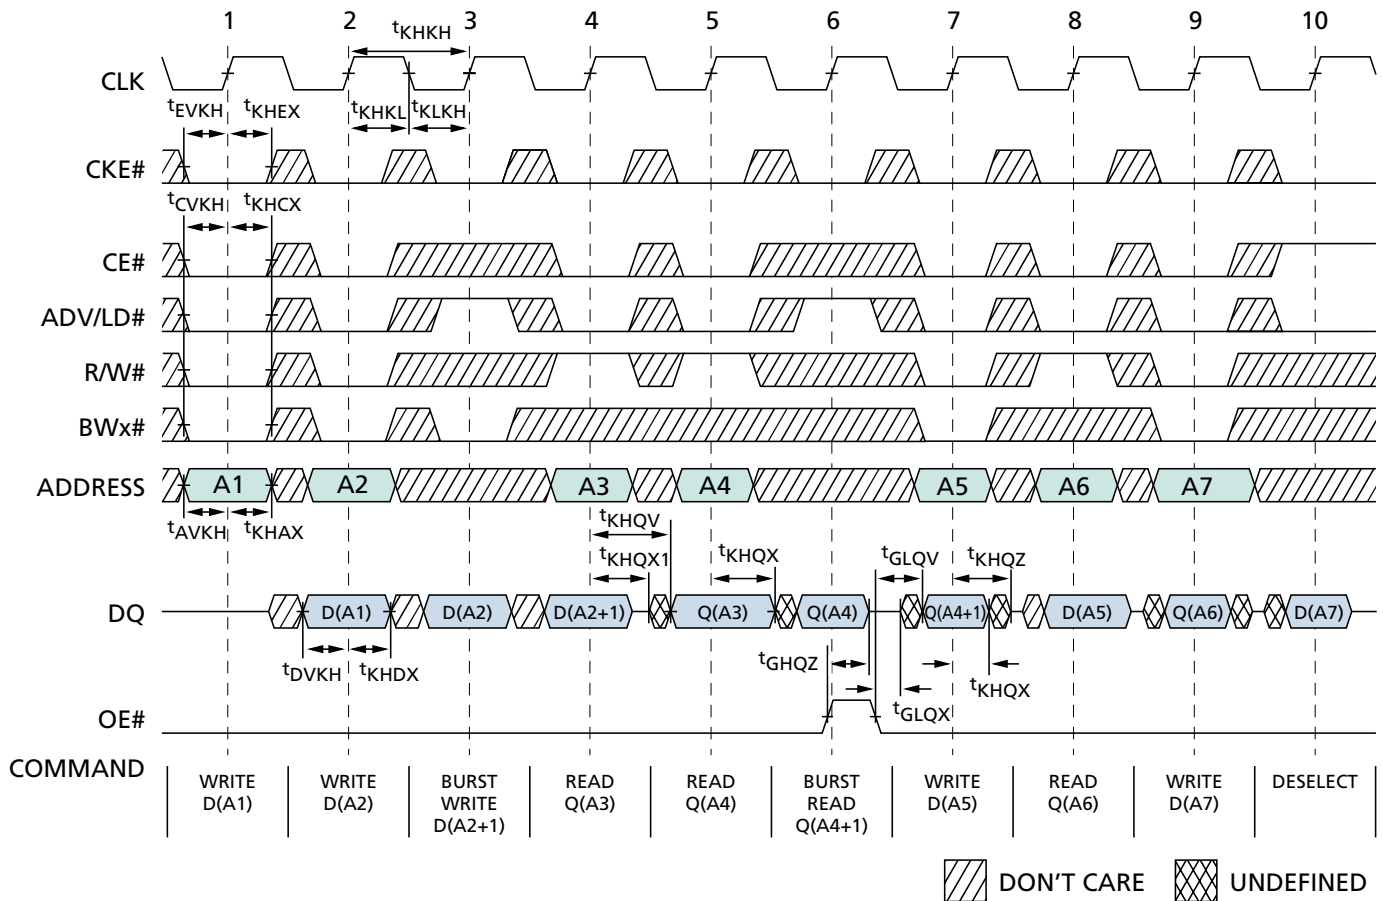 1 2 3 4 5 6 7 8 9 10
tKHKH
CLK
tEVKH tKHEX tKHKL tKLKH
CKE#
tCVKH tKHCX
CE#
ADV/LD#
R/W#
BWx#
ADDRESS A1 A2 A3 A4 A5 A6 A7
tAVKH tKHAX
tKHQV
tKHQX1 tKHQX tGLQV tKHQZ
DQ D(A1) D(A2) D(A2+1) Q(A3) Q(A4) Q(A4+1) D(A5) Q(A6) D(A7)
tDVKH tKHDX tGHQZ tKHQX
tGLQX
OE#
COMMAND
WRITE WRITE BURST READ READ BURST WRITE READ WRITE DESELECT
D(A1) D(A2) WRITE Q(A3) Q(A4) READ D(A5) Q(A6) D(A7)
D(A2+1) Q(A4+1)
DON'T CARE UNDEFINED